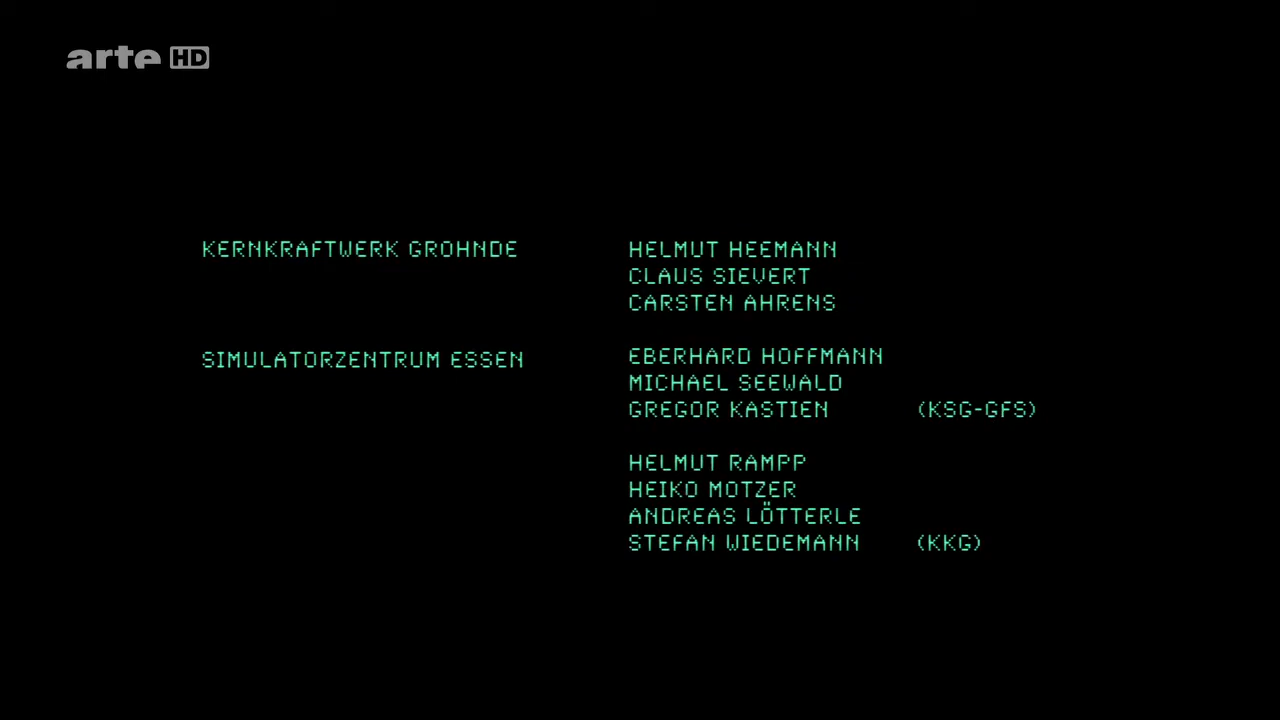 arte HD
KERNKRAFTWERK GROHNDE HELMUT HEEMANN
CLAUS SIEVERT
CARSTEN AHRENS
SIMULATORZENTRUM ESSEN EBERHARD HOFFMANN
MICHAEL SEEWALD
GREGOR KASTIEN (KSG-GFS)
HELMUT RAMPP
HEIKO MOTZER
ANDREAS LÖTTERLE
STEFAN WIEDEMANN (KKG)